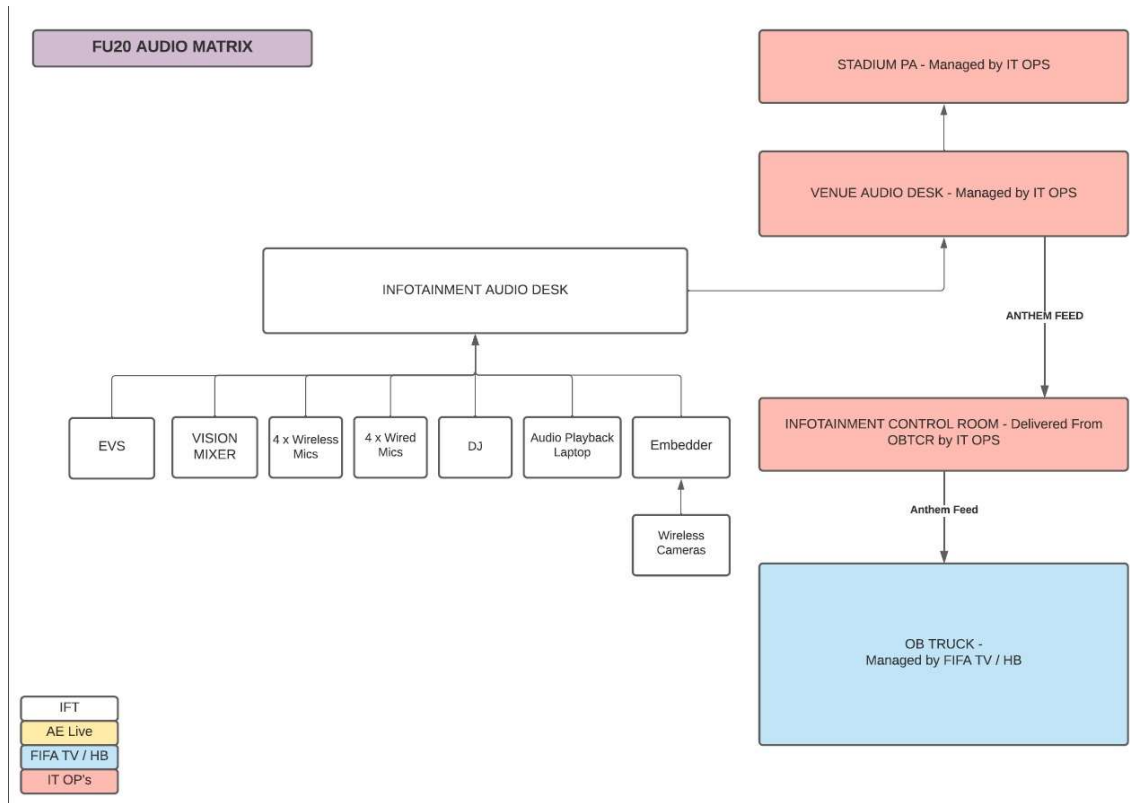 FU20 AUDIO MATRIX
STADIUM PA - Managed by IT OPS
VENUE AUDIO DESK - Managed by IT OPS
INFOTAINMENT AUDIO DESK
ANTHEM FEED
EVS
VISION
MIXER
4 x Wireless
Mics
4 x Wired
Mics
DJ
Audio Playback
Laptop
Embedder
INFOTAINMENT CONTROL ROOM - Delivered From
OBTCR by IT OPS
Anthem Feed
Wireless
Cameras
OB TRUCK -
Managed by FIFA TV / HB
IFT
AE Live
FIFA TV / HB
IT OP's